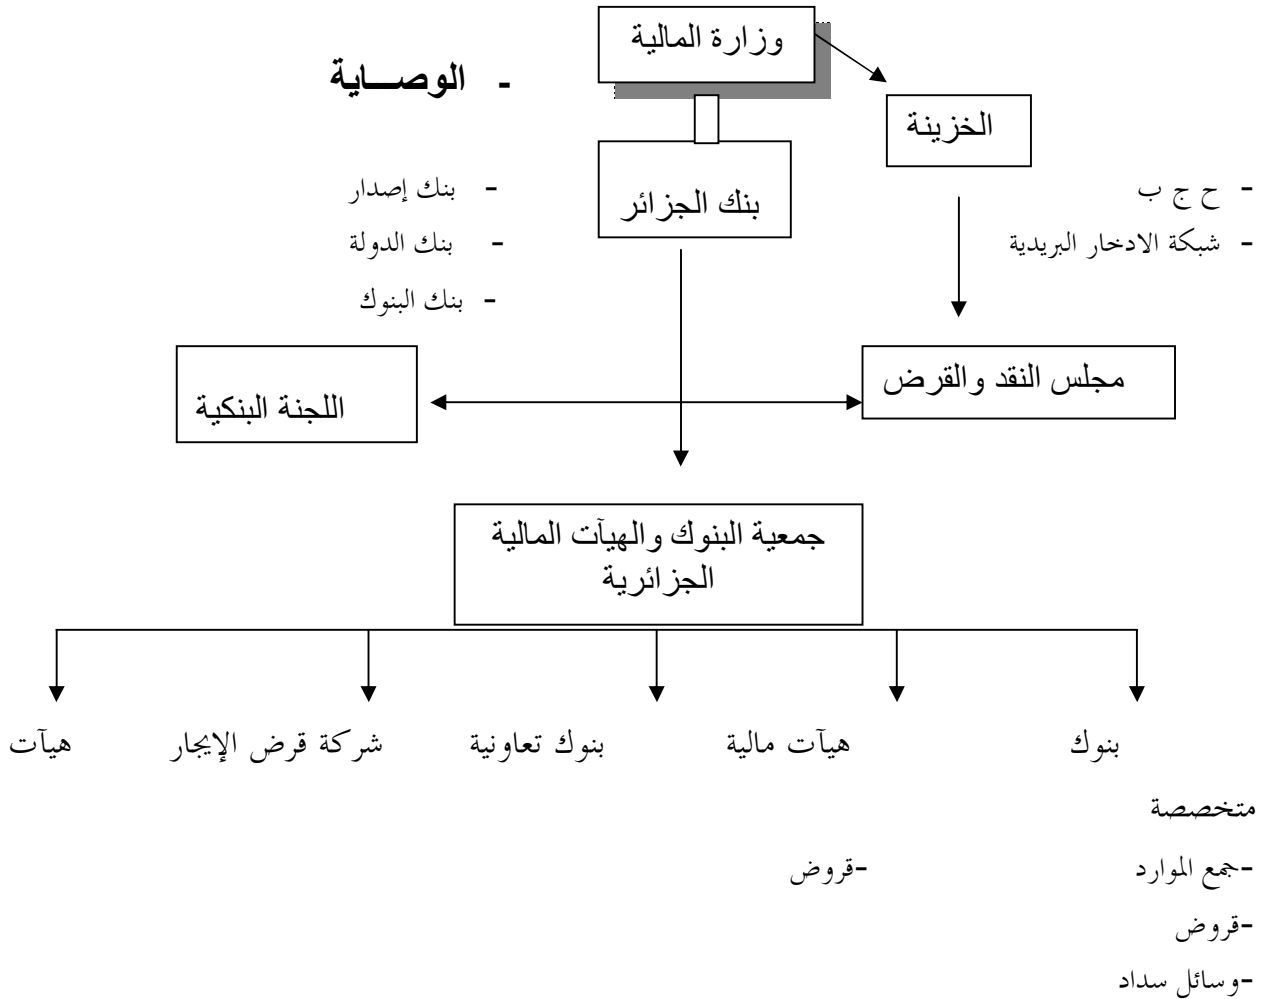 وزارة المالية
- الوصــاية
الخزينة
بنك الجزائر
- بنك إصدار
- بنك الدولة
- بنك البنوك
- ح ج ب
- شبكة الادخار البريدية
مجلس النقد والقرض
اللجنة البنكية
جمعية البنوك والهيآت المالية
الجزائرية
بنوك هيآت مالية بنوك تعاونية شركة قرض الإيجار هيآت
متخصصة
-جمع الموارد -قروض
-قروض
-وسائل سداد